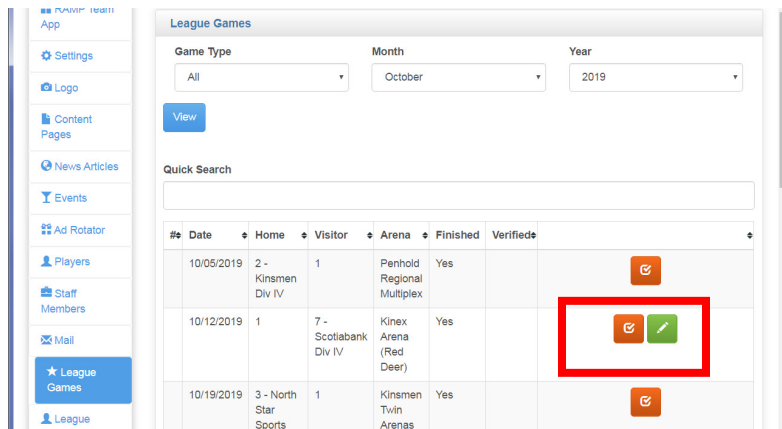 RAMP Team
App
Settings
Logo
Content
Pages
News Articles
Events
Ad Rotator
Players
Staff
Members
Mail
League
Games
League
League Games
Game Type Month Year
All October 2019
View
Quick Search
# Date Home Visitor Arena Finished Verified
10/05/2019 2 - 1 Penhold Yes
Kinsmen Regional
Div IV Multiplex
10/12/2019 1 7 - Kinex Yes
Scotiabank Arena
Div IV (Red
Deer)
10/19/2019 3 - North 1 Kinsmen Yes
Star Twin
Sports Arenas